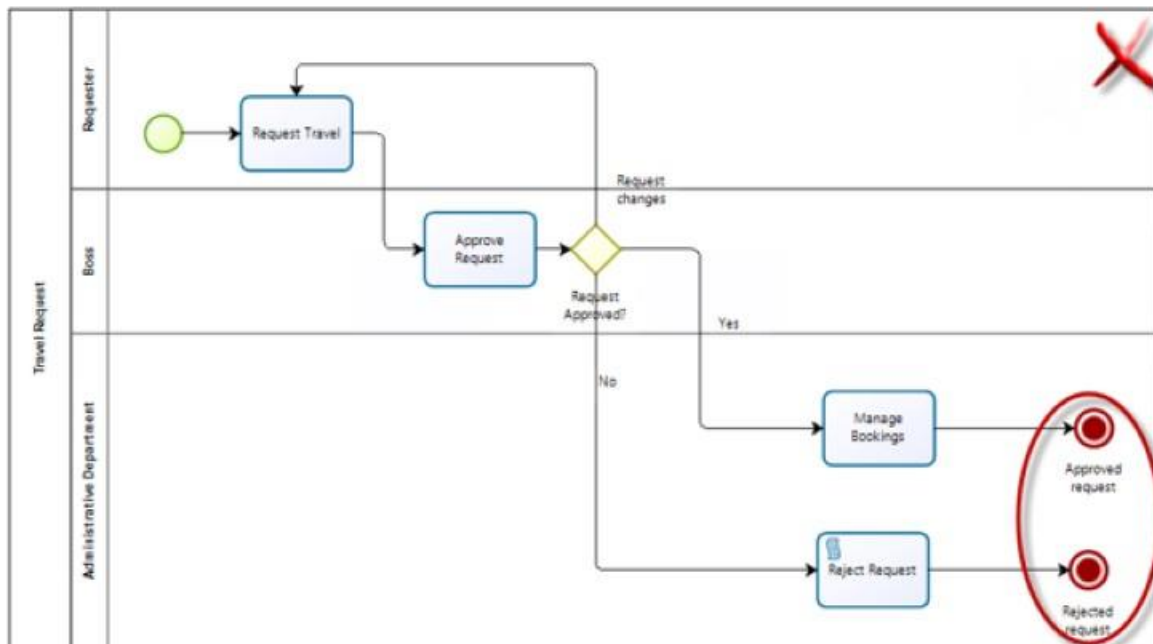 Travel Request
Requester
Request Travel
Request
changes
Boss
Approve
Request
Request
Approved?
Yes
Administrative Department
No
Manage
Bookings
Approved
request
Reject Request
Rejected
request